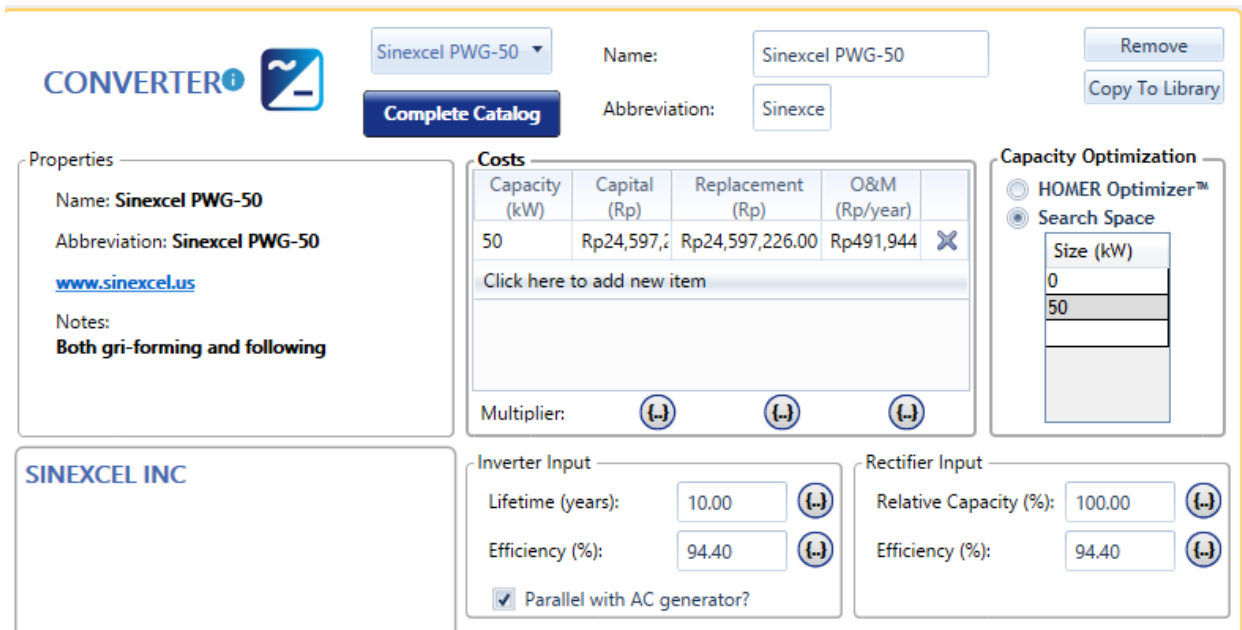 CONVERTER
Sinexcel PWG-50
Complete Catalog
Name:
Sinexcel PWG-50
Abbreviation:
Sinexce
Remove
Copy To Library
Properties
Name: Sinexcel PWG-50
Abbreviation: Sinexcel PWG-50
www.sinexcel.us
Notes:
Both gri-forming and following
Costs
Capacity (kW) Capital (Rp) Replacement (Rp) O&M (Rp/year)
50 Rp24,597,2 Rp24,597,226.00 Rp491,944
Click here to add new item
Multiplier: {..} {..} {..}
Capacity Optimization
HOMER Optimizer™
Search Space
Size (kW)
0
50
SINEXCEL INC
Inverter Input
Lifetime (years): 10.00 {..}
Efficiency (%): 94.40 {..}
Parallel with AC generator?
Rectifier Input
Relative Capacity (%): 100.00 {..}
Efficiency (%): 94.40 {..}